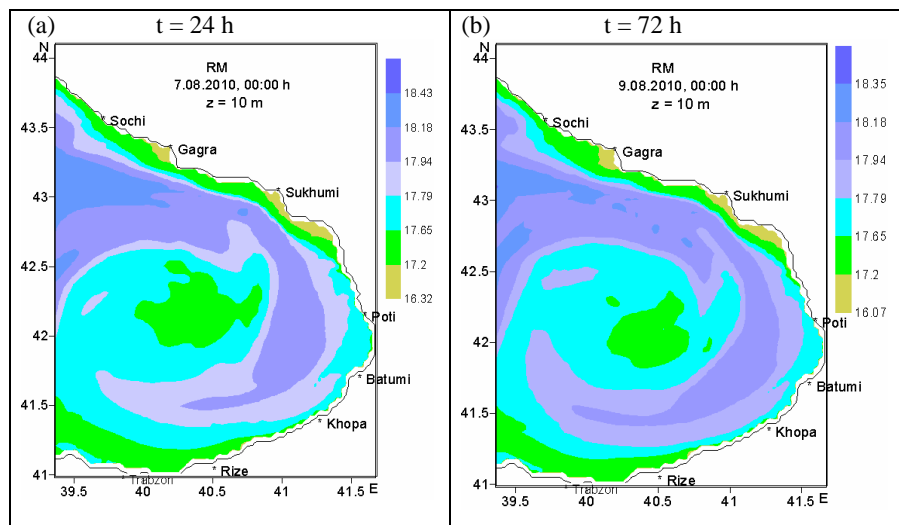 (a) t = 24 h
N
44
43.5
43
42.5
42
41.5
41
39.5 40 40.5 41 41.5 E
RM
7.08.2010, 00:00 h
z = 10 m
* Sochi
* Gagra
* Sukhumi
* Poti
* Batumi
* Khopa
* Rize
* Trabzon
18.43
18.18
17.94
17.79
17.65
17.2
16.32
(b) t = 72 h
N
44
43.5
43
42.5
42
41.5
41
39.5 40 40.5 41 41.5
E
RM
9.08.2010, 00:00 h
z = 10 m
* Sochi
* Gagra
* Sukhumi
* Poti
* Batumi
* Khopa
* Rize
* Trabzon
18.35
18.18
17.94
17.79
17.65
17.2
16.07